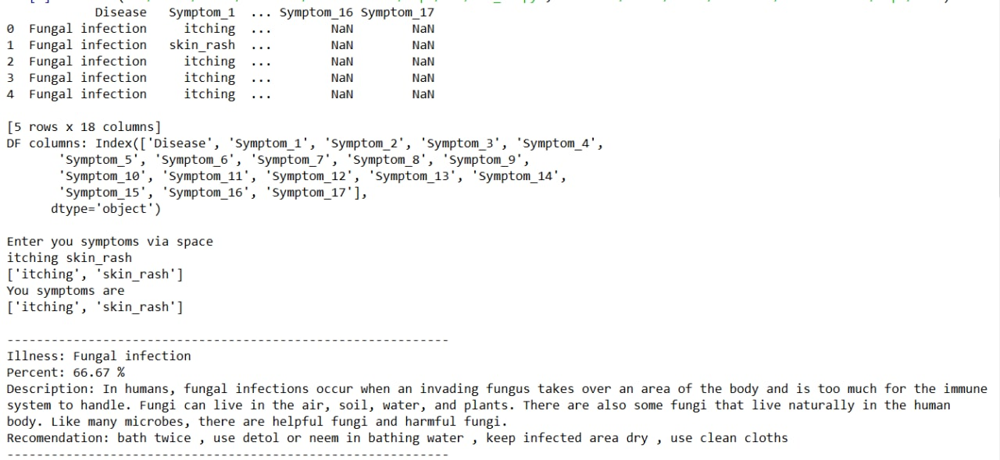 Disease Symptom_1 ... Symptom_16 Symptom_17
0 Fungal infection itching ... NaN NaN
1 Fungal infection skin_rash ... NaN NaN
2 Fungal infection itching ... NaN NaN
3 Fungal infection itching ... NaN NaN
4 Fungal infection itching ... NaN NaN
[5 rows x 18 columns]
DF columns: Index(['Disease', 'Symptom_1', 'Symptom_2', 'Symptom_3', 'Symptom_4',
'Symptom_5', 'Symptom_6', 'Symptom_7', 'Symptom_8', 'Symptom_9',
'Symptom_10', 'Symptom_11', 'Symptom_12', 'Symptom_13', 'Symptom_14',
'Symptom_15', 'Symptom_16', 'Symptom_17'],
dtype='object')
Enter you symptoms via space
itching skin_rash
['itching', 'skin_rash']
You symptoms are
['itching', 'skin_rash']
------------------------------------------------------------
Illness: Fungal infection
Percent: 66.67 %
Description: In humans, fungal infections occur when an invading fungus takes over an area of the body and is too much for the immune
system to handle. Fungi can live in the air, soil, water, and plants. There are also some fungi that live naturally in the human
body. Like many microbes, there are helpful fungi and harmful fungi.
Recomendation: bath twice , use detol or neem in bathing water , keep infected area dry , use clean cloths
------------------------------------------------------------